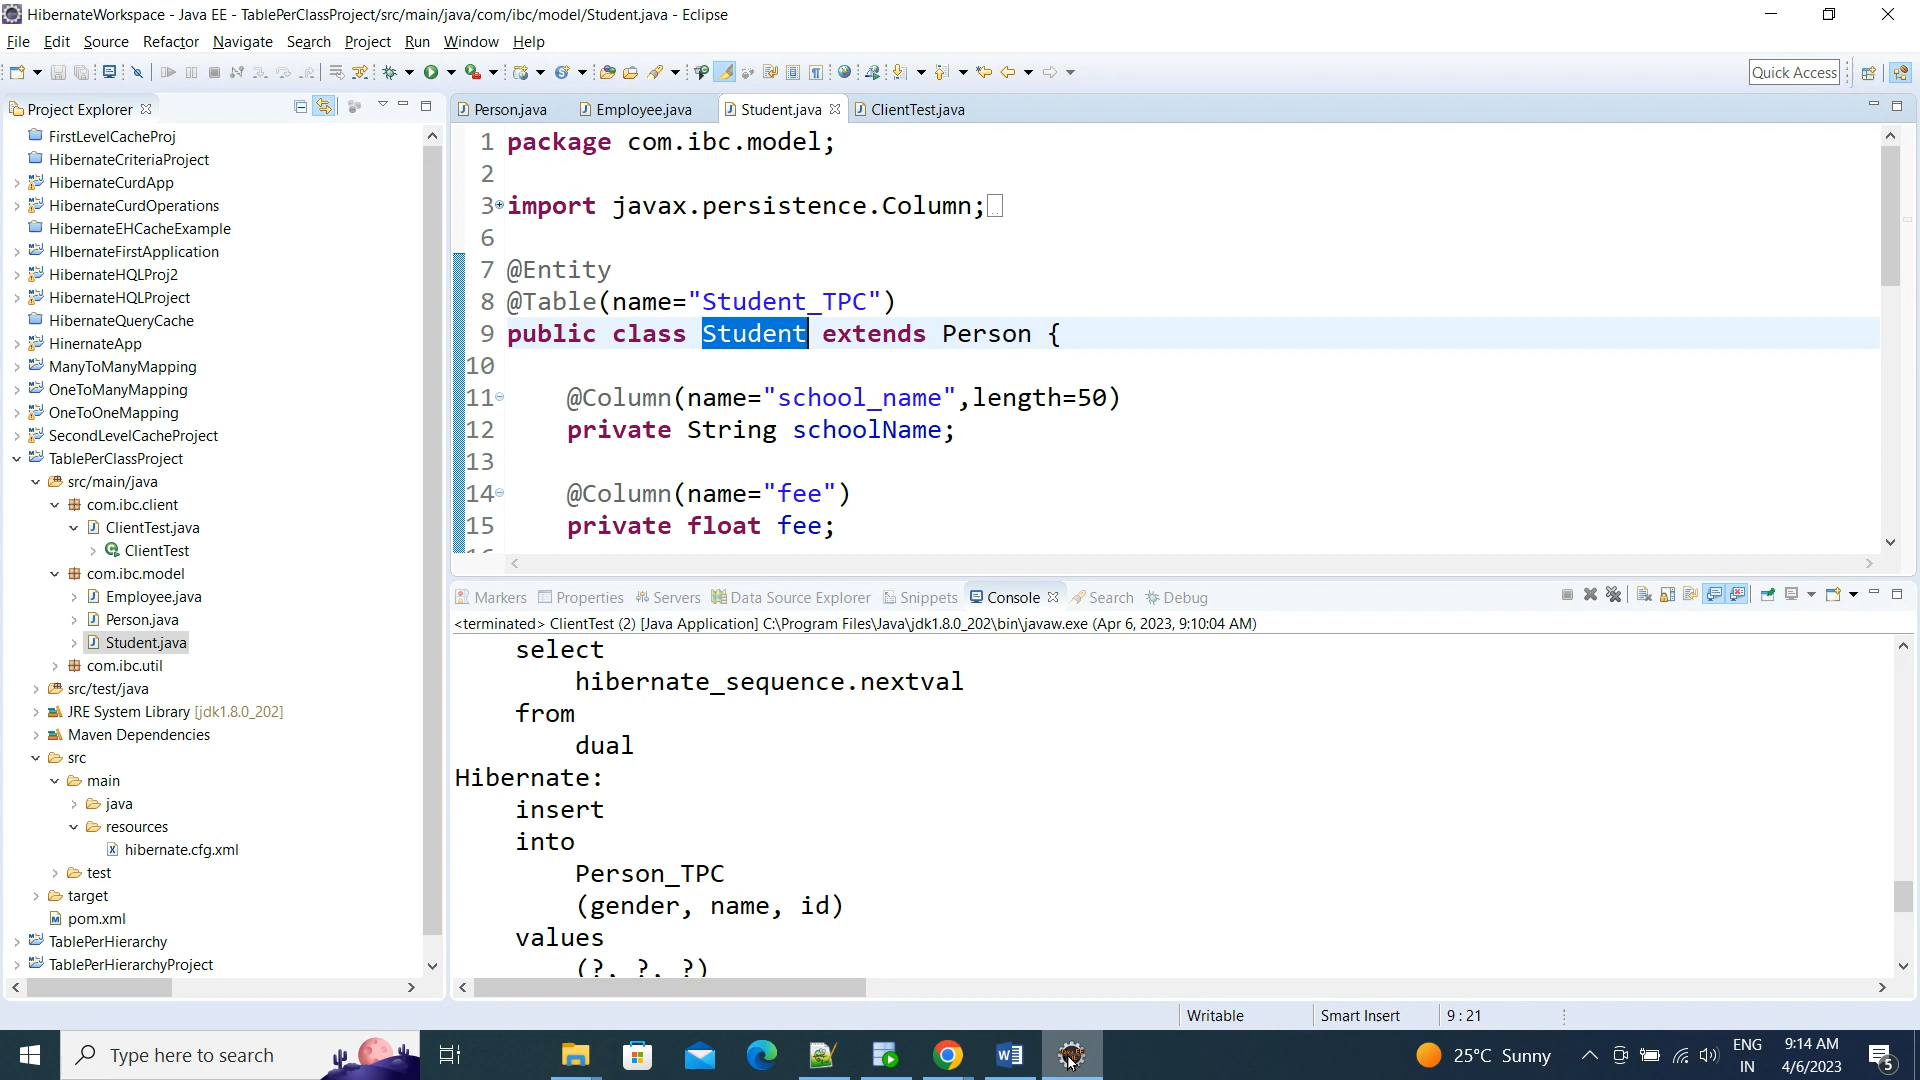 HibernateWorkspace - Java EE - TablePerClassProject/src/main/java/com/ibc/model/Student.java - Eclipse
File Edit Source Refactor Navigate Search Project Run Window Help
Quick Access
Project Explorer
FirstLevelCacheProj
HibernateCriteriaProject
HibernateCurdApp
HibernateCurdOperations
HibernateEHCacheExample
HIbernateFirstApplication
HibernateHQLProj2
HibernateHQLProject
HibernateQueryCache
HinernateApp
ManyToManyMapping
OneToManyMapping
OneToOneMapping
SecondLevelCacheProject
TablePerClassProject
src/main/java
com.ibc.client
ClientTest.java
ClientTest
com.ibc.model
Employee.java
Person.java
Student.java
com.ibc.util
src/test/java
JRE System Library [jdk1.8.0_202]
Maven Dependencies
src
main
java
resources
hibernate.cfg.xml
test
target
pom.xml
TablePerHierarchy
TablePerHierarchyProject
Person.java Employee.java Student.java ClientTest.java
1 package com.ibc.model;
2
3 import javax.persistence.Column;
6
7 @Entity
8 @Table(name="Student_TPC")
9 public class Student extends Person {
10
11 @Column(name="school_name",length=50)
12 private String schoolName;
13
14 @Column(name="fee")
15 private float fee;
Markers Properties Servers Data Source Explorer Snippets Console Search Debug
<terminated> ClientTest (2) [Java Application] C:\Program Files\Java\jdk1.8.0_202\bin\javaw.exe (Apr 6, 2023, 9:10:04 AM)
select
hibernate_sequence.nextval
from
dual
Hibernate:
insert
into
Person_TPC
(gender, name, id)
values
(?, ?, ?)
Writable Smart Insert 9 : 21
Type here to search
25°C Sunny
ENG
IN
9:14 AM
4/6/2023
5